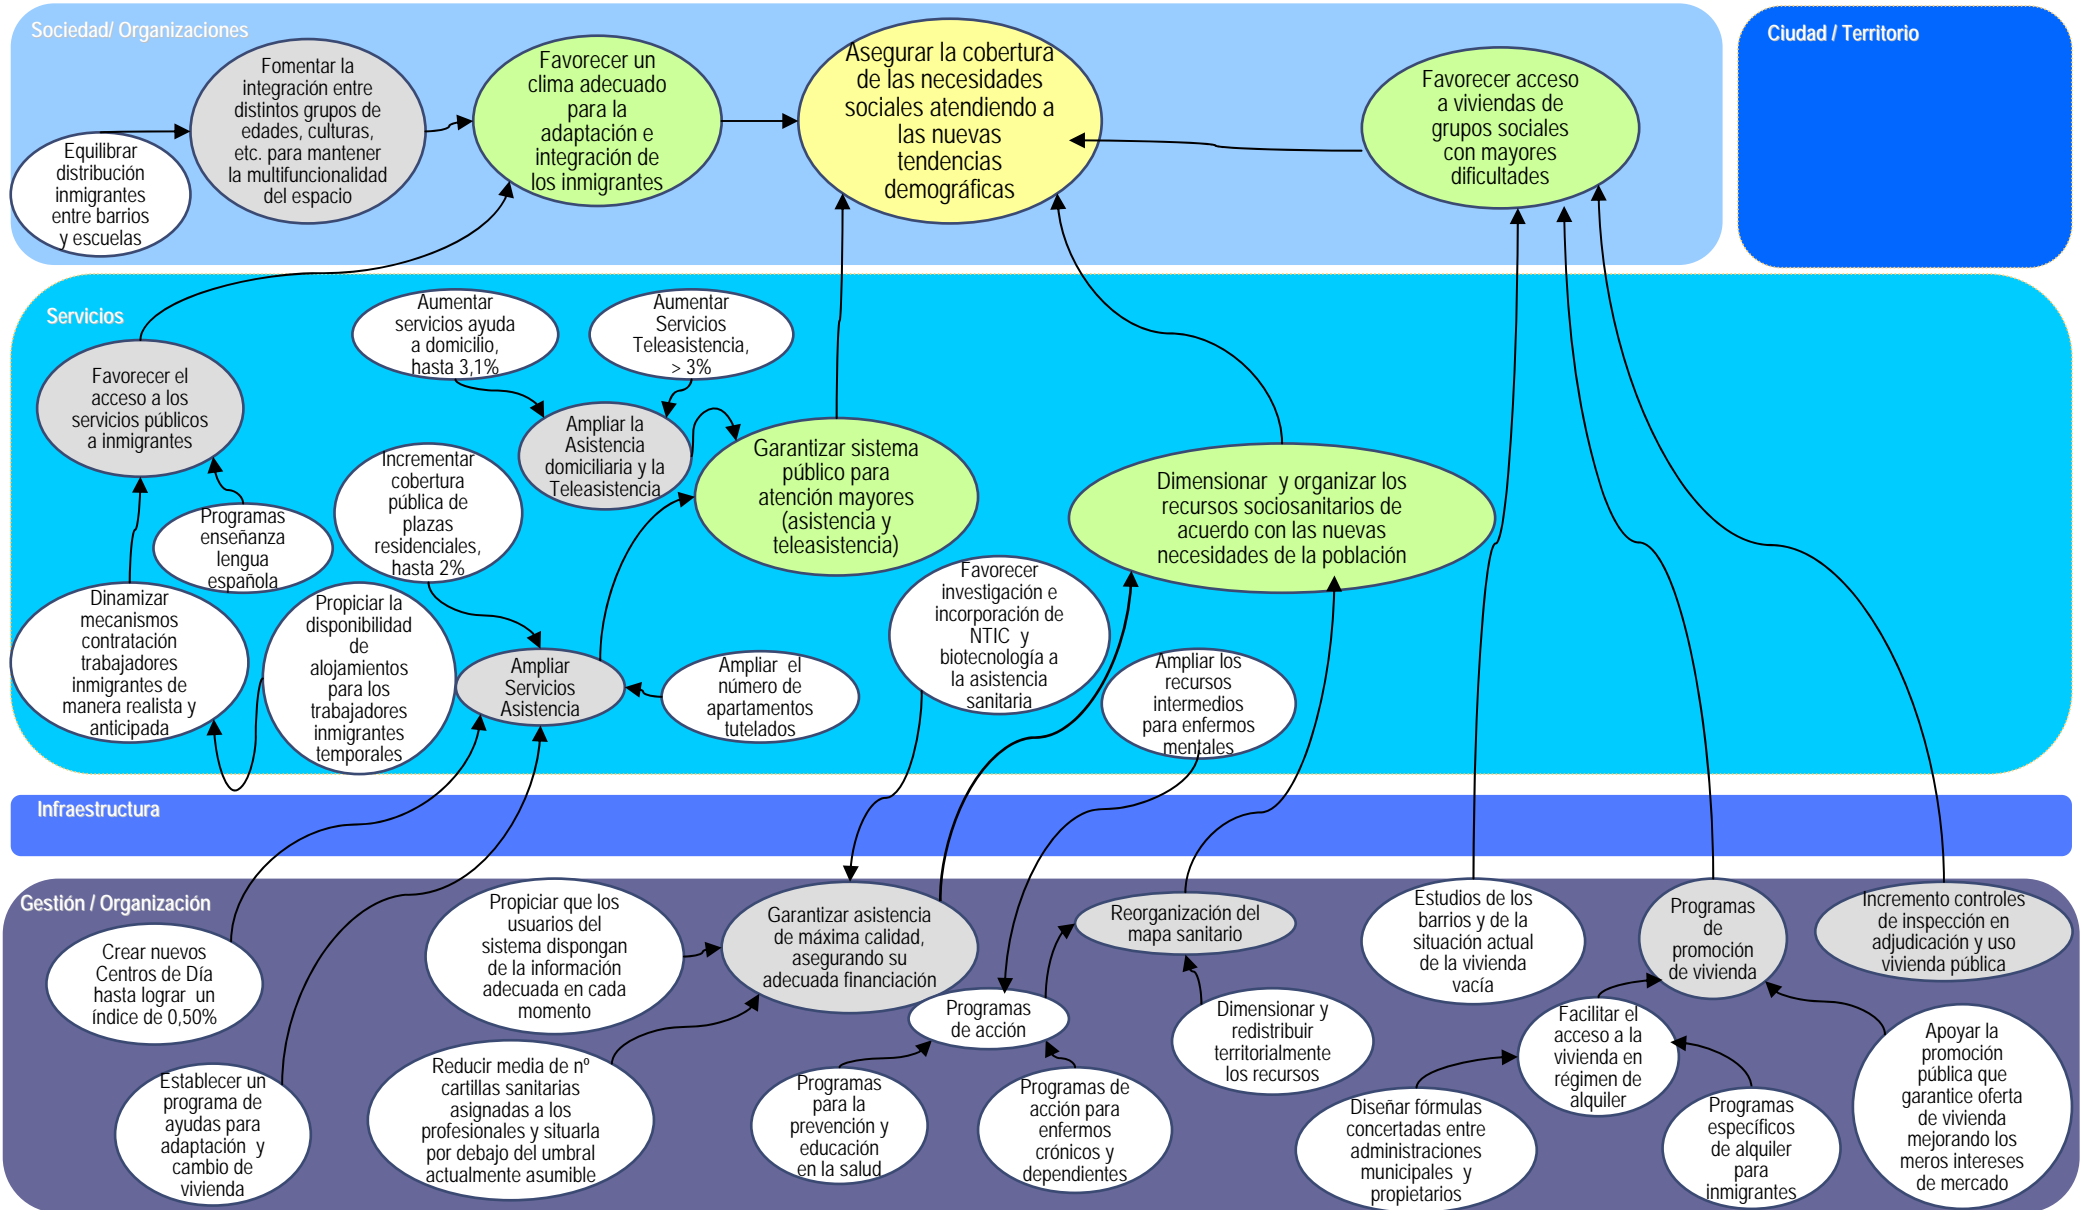 Sociedad/ Organizaciones
Ciudad / Territorio
Fomentar la
integración entre
distintos grupos de
edades, culturas,
etc. para mantener
la multifuncionalidad
del espacio
Favorecer un
clima adecuado
para la
adaptación e
integración de
los inmigrantes
Asegurar la cobertura
de las necesidades
sociales atendiendo a
las nuevas
tendencias
demográficas
Favorecer acceso
a viviendas de
grupos sociales
con mayores
dificultades
Equilibrar
distribución
inmigrantes
entre barrios
y escuelas
Servicios
Aumentar
servicios ayuda
a domicilio,
hasta 3,1%
Aumentar
Servicios
Teleasistencia,
> 3%
Favorecer el
acceso a los
servicios públicos
a inmigrantes
Ampliar la
Asistencia
domiciliaria y la
Teleasistencia
Incrementar
cobertura
pública de
plazas
residenciales,
hasta 2%
Garantizar sistema
público para
atención mayores
(asistencia y
teleasistencia)
Dimensionar y organizar los
recursos sociosanitarios de
acuerdo con las nuevas
necesidades de la población
Programas
enseñanza
lengua
española
Favorecer
investigación e
incorporación de
NTIC y
biotecnología a
la asistencia
sanitaria
Dinamizar
mecanismos
contratación
trabajadores
inmigrantes de
manera realista y
anticipada
Propiciar la
disponibilidad
de
alojamientos
para los
trabajadores
inmigrantes
temporales
Ampliar
Servicios
Asistencia
Ampliar el
número de
apartamentos
tutelados
Ampliar los
recursos
intermedios
para enfermos
mentales
Infraestructura
Gestión / Organización
Crear nuevos
Centros de Día
hasta lograr un
índice de 0,50%
Propiciar que los
usuarios del
sistema dispongan
de la información
adecuada en cada
momento
Garantizar asistencia
de máxima calidad,
asegurando su
adecuada financiación
Reorganización del
mapa sanitario
Estudios de los
barrios y de la
situación actual
de la vivienda
vacía
Programas
de
promoción
de vivienda
Incremento controles
de inspección en
adjudicación y uso
vivienda pública
Programas
de acción
Dimensionar y
redistribuir
territorialmente
los recursos
Facilitar el
acceso a la
vivienda en
régimen de
alquiler
Apoyar la
promoción
pública que
garantice oferta
de vivienda
mejorando los
meros intereses
de mercado
Establecer un
programa de
ayudas para
adaptación y
cambio de
vivienda
Reducir media de nº
cartillas sanitarias
asignadas a los
profesionales y situarla
por debajo del umbral
actualmente asumible
Programas
para la
prevención y
educación
en la salud
Programas de
acción para
enfermos
crónicos y
dependientes
Diseñar fórmulas
concertadas entre
administraciones
municipales y
propietarios
Programas
específicos
de alquiler
para
inmigrantes